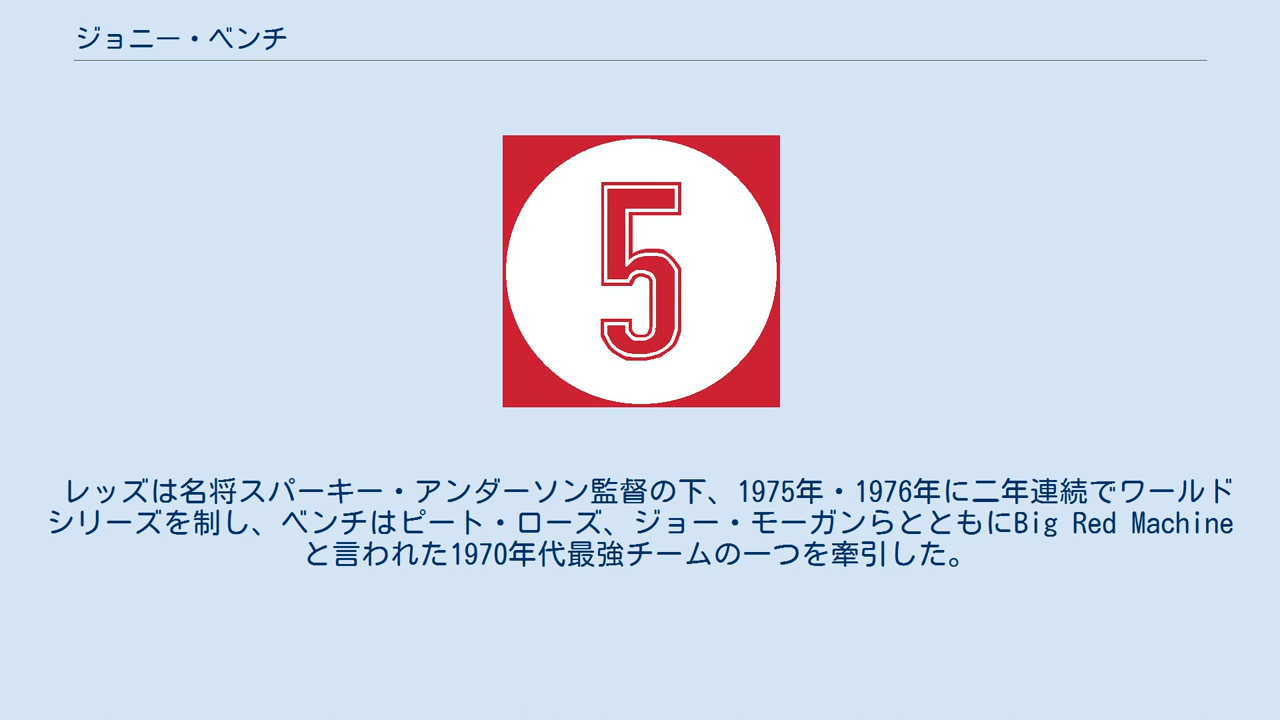 ジョニー・ベンチ
5
レッズは名将スパーキー・アンダーソン監督の下、1975年・1976年に二年連続でワールド
シリーズを制し、ベンチはピート・ローズ、ジョー・モーガンらとともにBig Red Machine
と言われた1970年代最強チームの一つを牽引した。